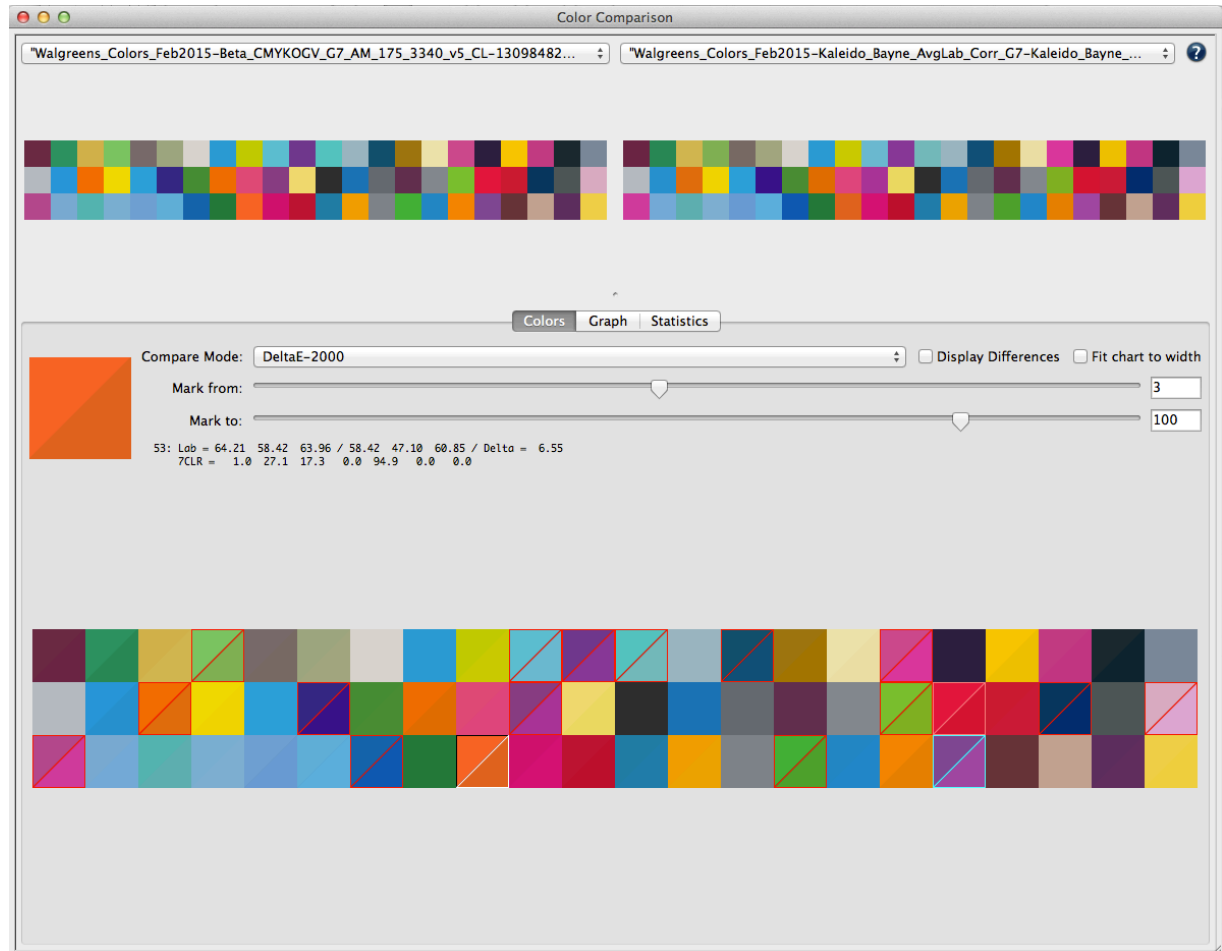 Color Comparison
"Walgreens_Colors_Feb2015-Beta_CMYKOGV_G7_AM_175_3340_v5_CL-13098482...
"Walgreens_Colors_Feb2015-Kaleido_Bayne_AvgLab_Corr_G7-Kaleido_Bayne_...
?
Colors Graph Statistics
Compare Mode: DeltaE-2000 Display Differences Fit chart to width
Mark from: 3
Mark to: 100
53: Lab = 64.21 58.42 63.96 / 58.42 47.10 60.85 / Delta = 6.55
7CLR = 1.0 27.1 17.3 0.0 94.9 0.0 0.0